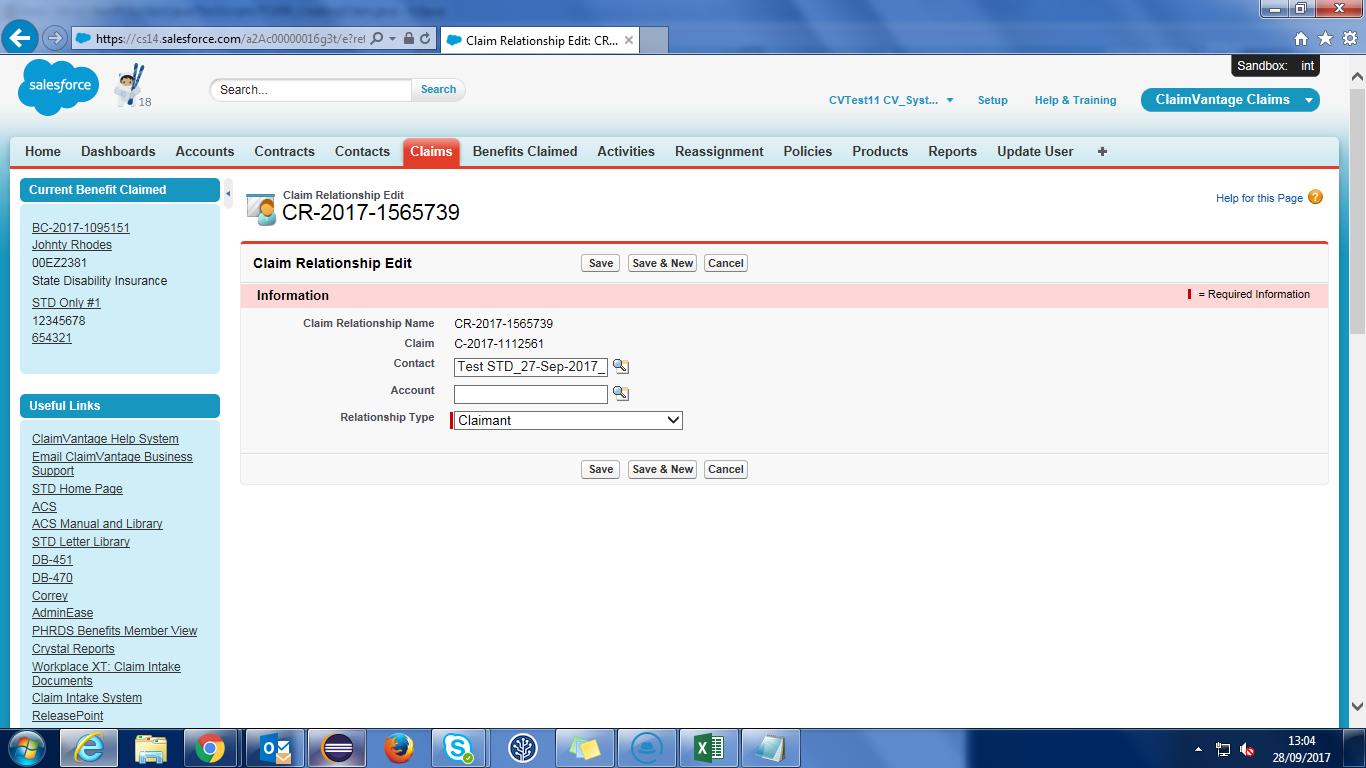 https://cs14.salesforce.com/a2Ac00000016g3t/e?ret
Claim Relationship Edit: CR...
Sandbox: int
salesforce
18
Search...
Search
CVTest11 CV_Syst...
Setup
Help & Training
ClaimVantage Claims
Home
Dashboards
Accounts
Contracts
Contacts
Claims
Benefits Claimed
Activities
Reassignment
Policies
Products
Reports
Update User
Current Benefit Claimed
BC-2017-1095151
Johnty Rhodes
00EZ2381
State Disability Insurance
STD Only #1
12345678
654321
Useful Links
ClaimVantage Help System
Email ClaimVantage Business
Support
STD Home Page
ACS
ACS Manual and Library
STD Letter Library
DB-451
DB-470
Correy
AdminEase
PHRDS Benefits Member View
Crystal Reports
Workplace XT: Claim Intake
Documents
Claim Intake System
ReleasePoint
Claim Relationship Edit
CR-2017-1565739
Help for this Page
Claim Relationship Edit
Save
Save & New
Cancel
Information
= Required Information
Claim Relationship Name CR-2017-1565739
Claim C-2017-1112561
Contact Test STD_27-Sep-2017_
Account
Relationship Type Claimant
Save
Save & New
Cancel
13:04
28/09/2017